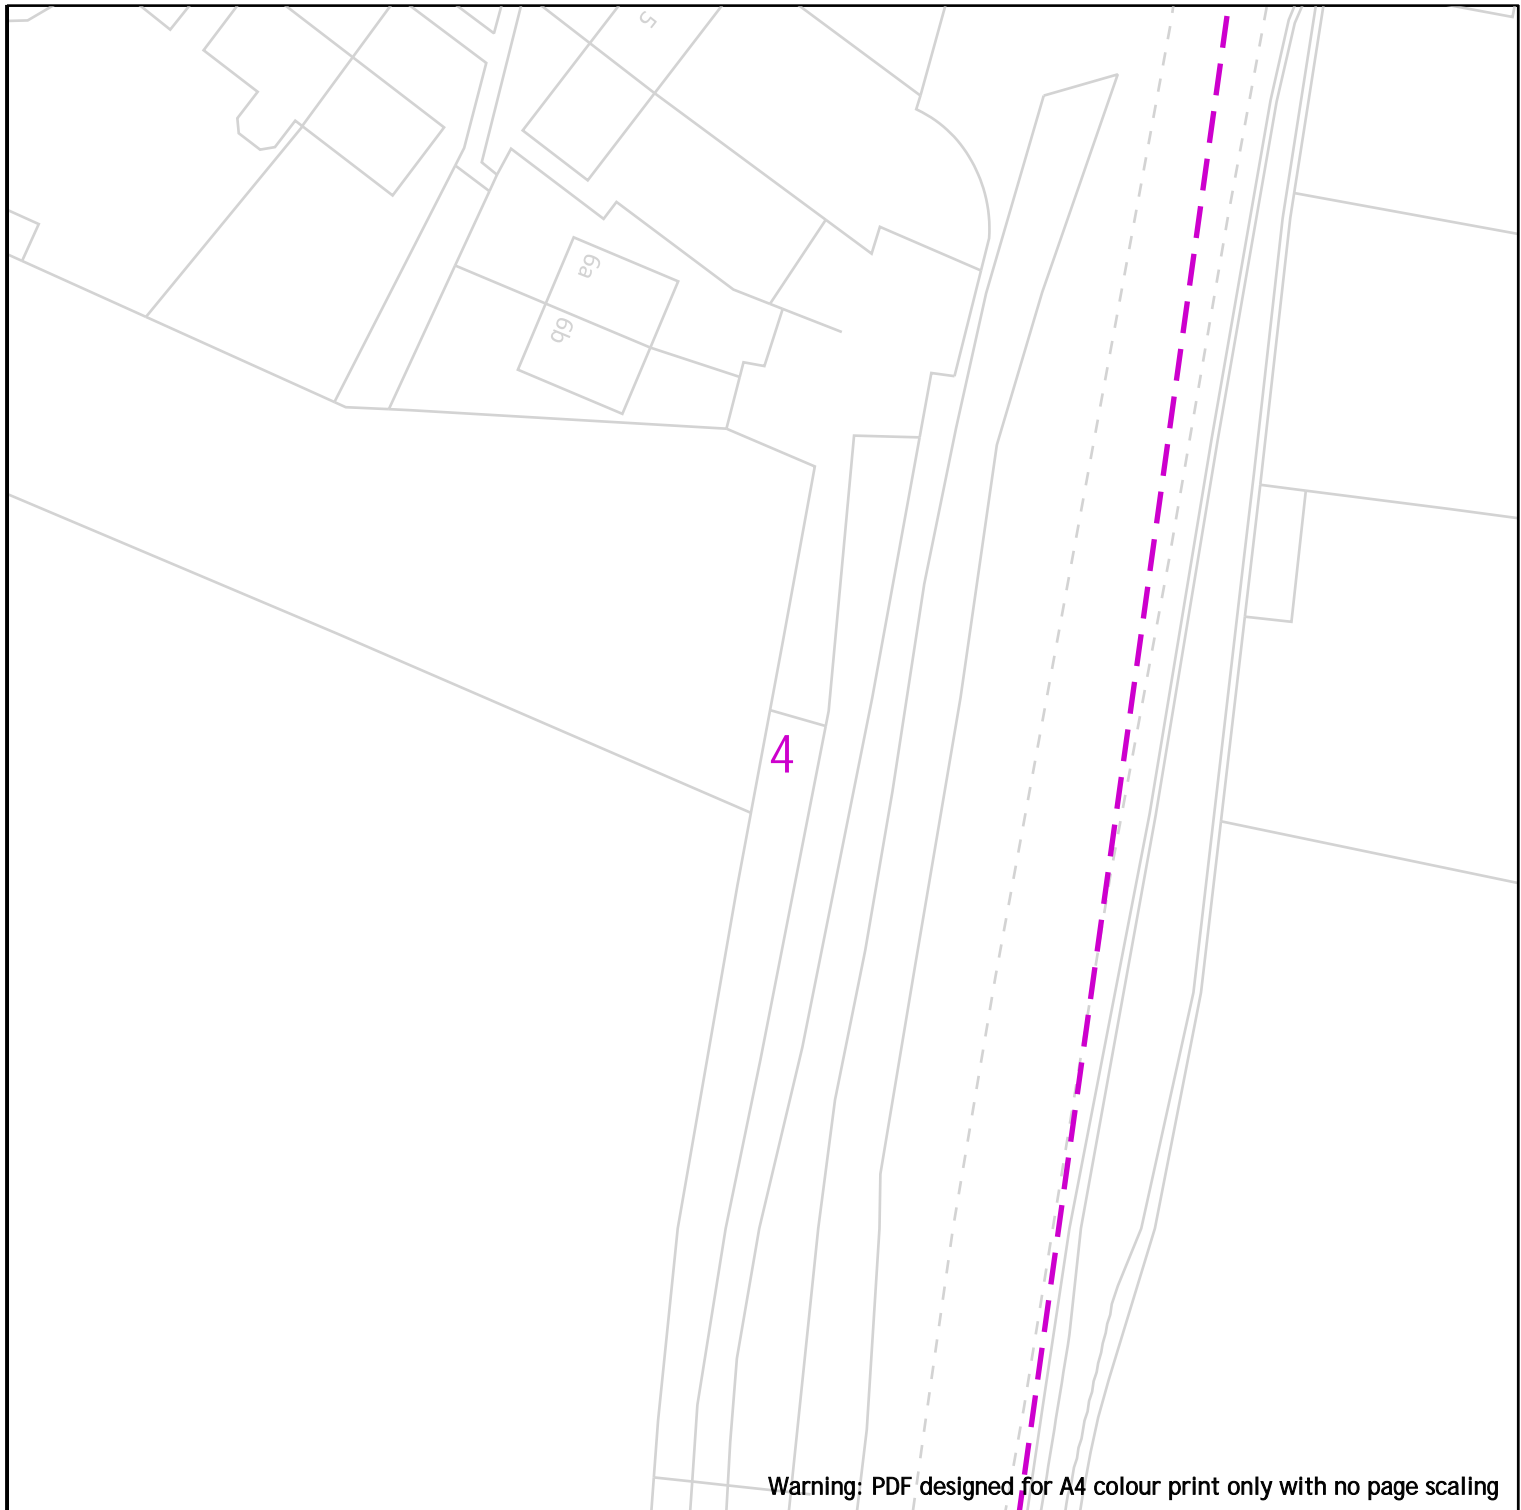 5
6a
6b
4
Warning: PDF designed for A4 colour print only with no page scaling